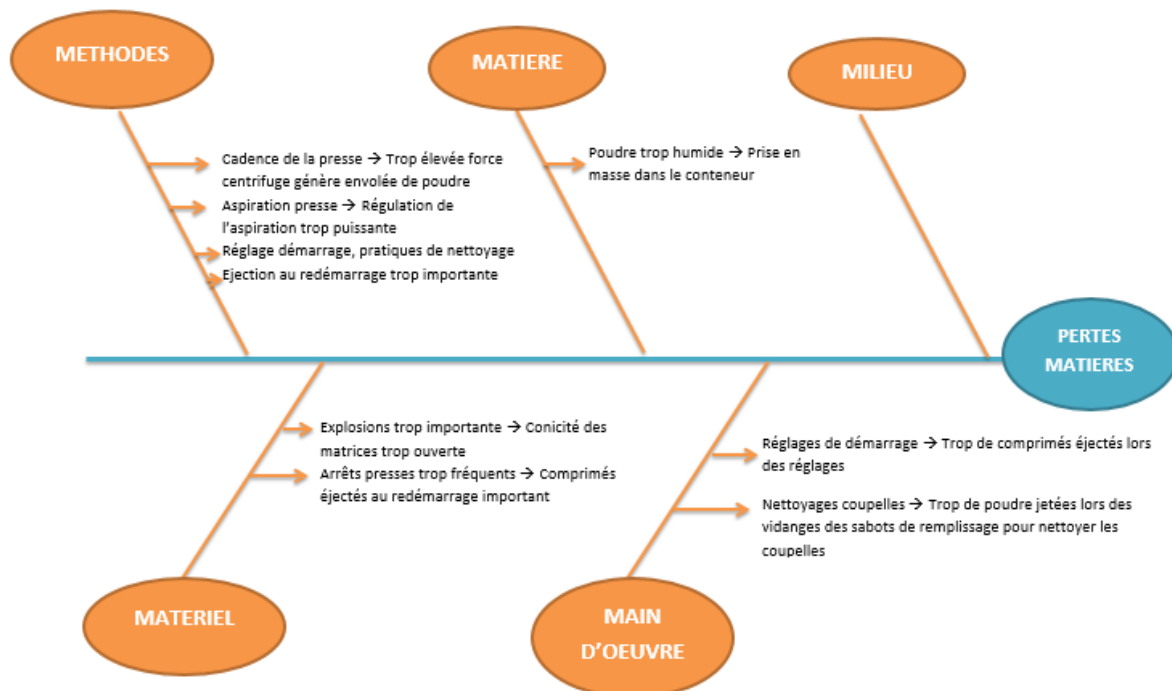 METHODES
MATIERE
MILIEU
Cadence de la presse → Trop élevée force
centrifuge génère envolée de poudre
Aspiration presse → Régulation de
l'aspiration trop puissante
Réglage démarrage, pratiques de nettoyage
Ejection au redémarrage trop importante
Poudre trop humide → Prise en
masse dans le conteneur
PERTES
MATIERES
Explosions trop importante → Conicité des
matrices trop ouverte
Arrêts presses trop fréquents → Comprimés
éjectés au redémarrage important
Réglages de démarrage → Trop de comprimés éjectés lors
des réglages
Nettoyages coupelles → Trop de poudre jetées lors des
vidanges des sabots de remplissage pour nettoyer les
coupelles
MATERIEL
MAIN
D'OEUVRE